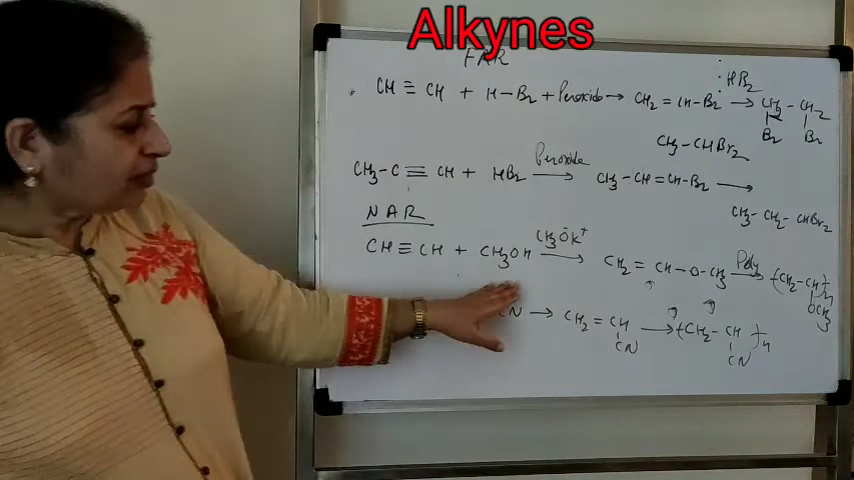 Alkynes
FAR
CH ≡ CH + H-Br + Peroxide → CH2 = CH-Br → CH2 - CH2
HBr
Br Br
CH3-CHBr2
CH3-C ≡ CH + HBr Peroxide → CH3-CH=CH-Br →
CH3-CH2-CHBr2
NAR
CH ≡ CH + CH3OH CH3O-K+ → CH2 = CH-O-CH3 Poly → (CH2-CH)n
OCH3
CN → CH2 = CH → (CH2 - CH)n
CN CN